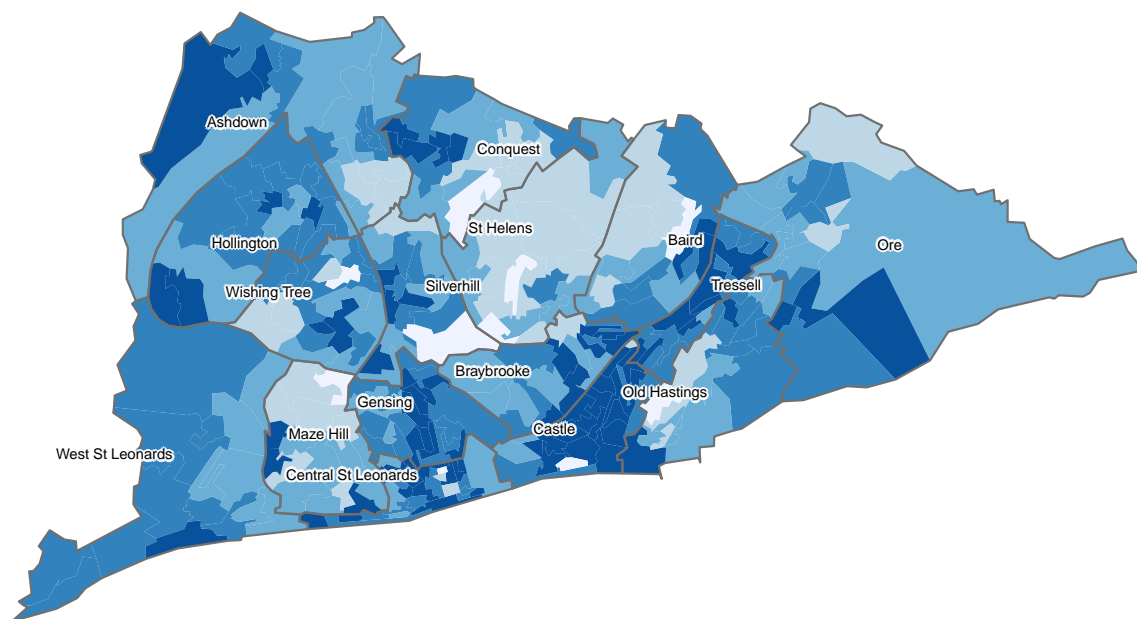 Ashdown
Conquest
St Helens
Hollington
Baird
Ore
Wishing Tree
Silverhill
Tressell
Braybrooke
Gensing
Old Hastings
Maze Hill
Castle
West St Leonards
Central St Leonards